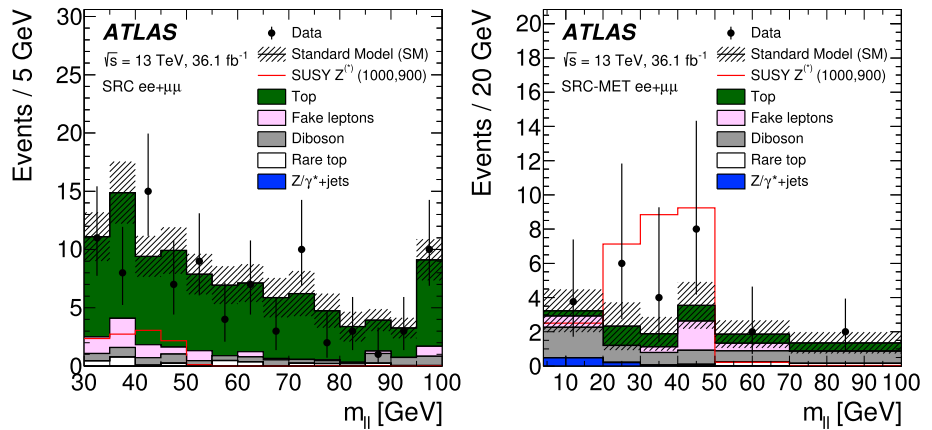 Events / 5 GeV
30
25
20
15
10
5
0
ATLAS
√s = 13 TeV, 36.1 fb⁻¹
SRC ee+μμ
Data
Standard Model (SM)
SUSY Z⁽*⁾ (1000,900)
Top
Fake leptons
Diboson
Rare top
Z/γ*+jets
30 40 50 60 70 80 90 100
m_ll [GeV]
Events / 20 GeV
20
18
16
14
12
10
8
6
4
2
0
ATLAS
√s = 13 TeV, 36.1 fb⁻¹
SRC-MET ee+μμ
Data
Standard Model (SM)
SUSY Z⁽*⁾ (1000,900)
Top
Fake leptons
Diboson
Rare top
Z/γ*+jets
10 20 30 40 50 60 70 80 90 100
m_ll [GeV]